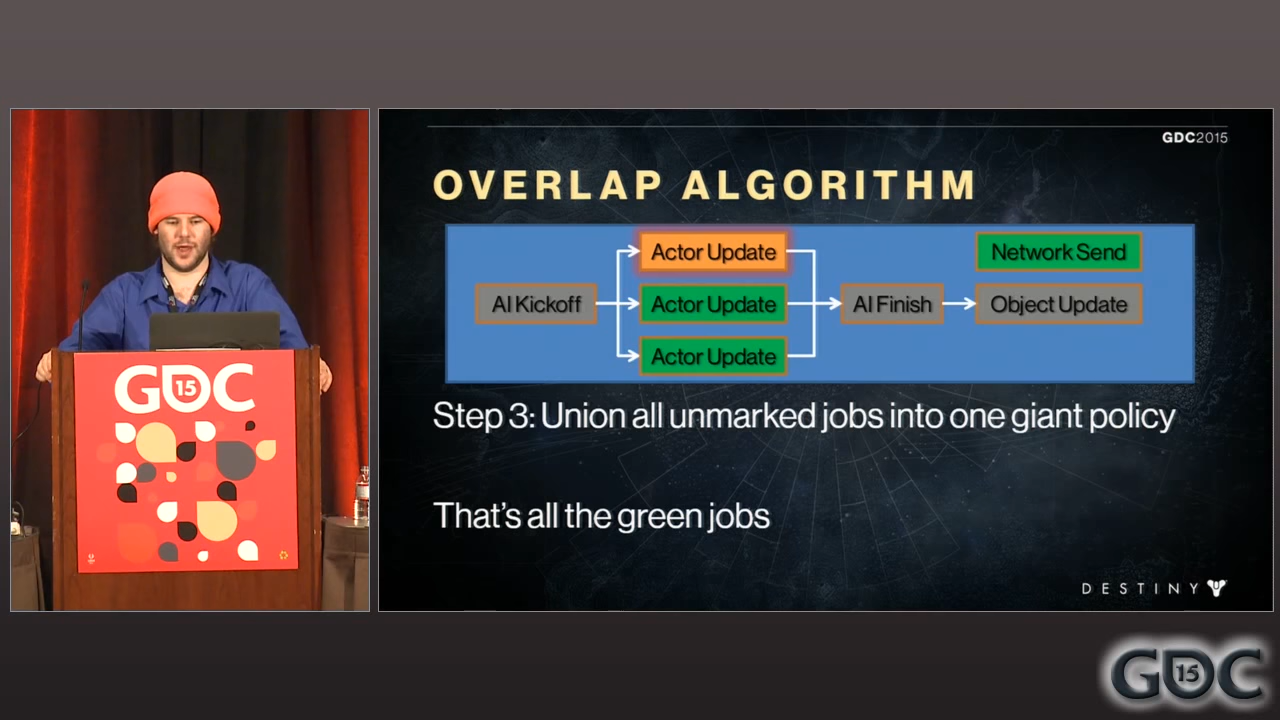 GDC2015
OVERLAP ALGORITHM
Actor Update
Network Send
AI Kickoff
Actor Update
AI Finish
Object Update
Actor Update
Step 3: Union all unmarked jobs into one giant policy
That's all the green jobs
DESTINY
GDC
15
GDC
15